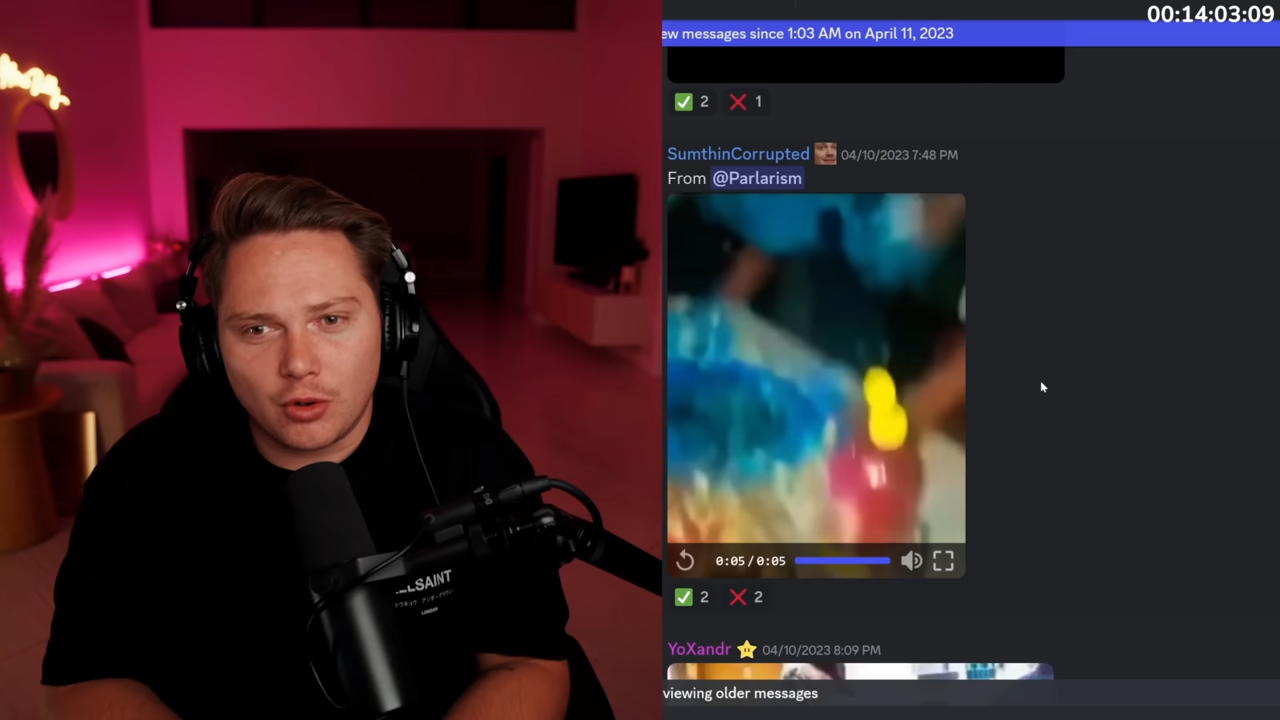 00:14:03:09
ew messages since 1:03 AM on April 11, 2023
2 1
SumthinCorrupted 04/10/2023 7:48 PM
From @Parlarism
0:05/0:05
2 2
YoXandr 04/10/2023 8:09 PM
viewing older messages
LSAINT
LONDON